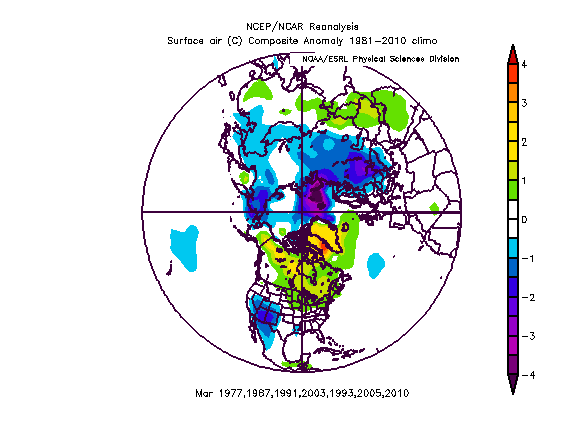 NCEP/NCAR Reanalysis
Surface air (C) Composite Anomaly 1981-2010 climo
NOAA/ESRL Physical Sciences Division
4
3
2
1
0
-1
-2
-3
-4
Mar 1977,1987,1991,2003,1993,2005,2010